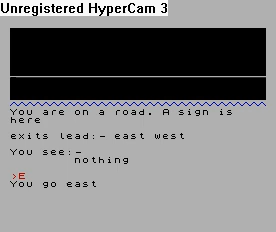 Unregistered HyperCam 3
You are on a road. A sign is
here
exits lead:- east west
You see:-
nothing
>E
You go east